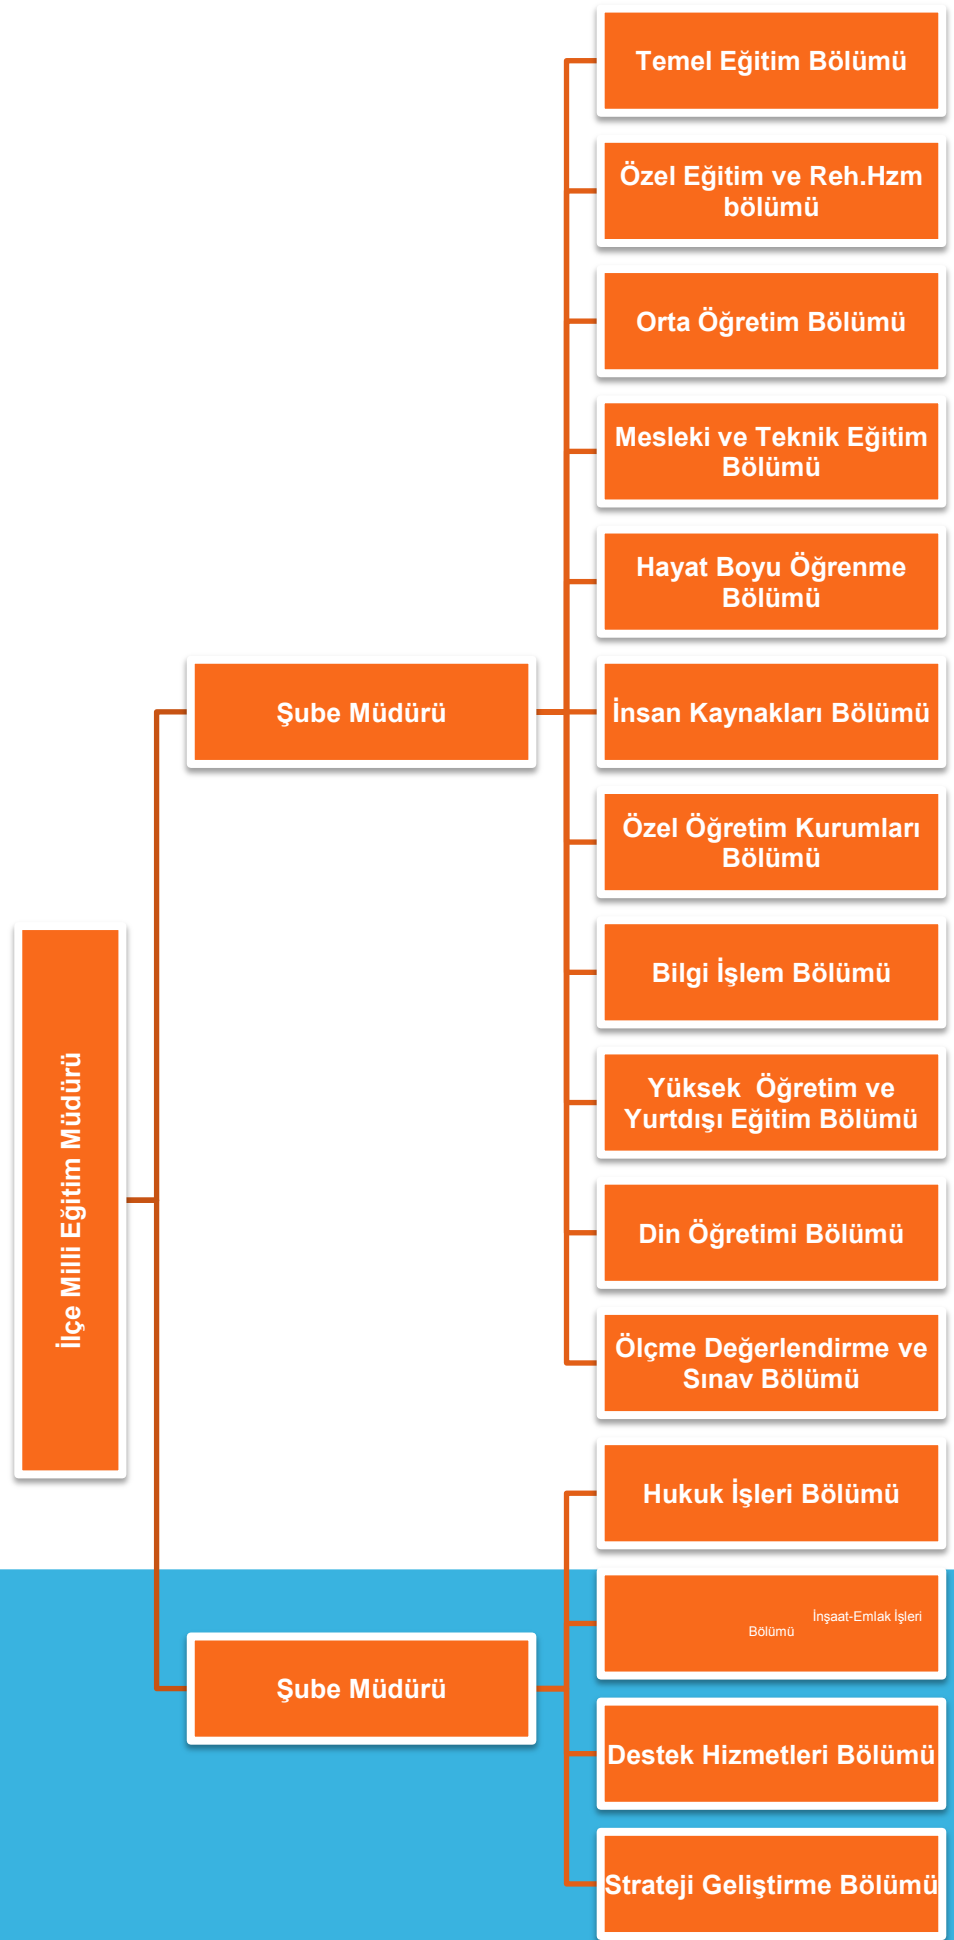 Temel Eğitim Bölümü
Özel Eğitim ve Reh.Hzm
bölümü
Orta Öğretim Bölümü
Mesleki ve Teknik Eğitim
Bölümü
Hayat Boyu Öğrenme
Bölümü
Şube Müdürü
İnsan Kaynakları Bölümü
Özel Öğretim Kurumları
Bölümü
Bilgi İşlem Bölümü
Yüksek  Öğretim ve
Yurtdışı Eğitim Bölümü
İlçe Milli Eğitim Müdürü
Din Öğretimi Bölümü
Ölçme Değerlendirme ve
Sınav Bölümü
Hukuk İşleri Bölümü
İnşaat-Emlak İşleri
Bölümü
Şube Müdürü
Destek Hizmetleri Bölümü
Strateji Geliştirme Bölümü